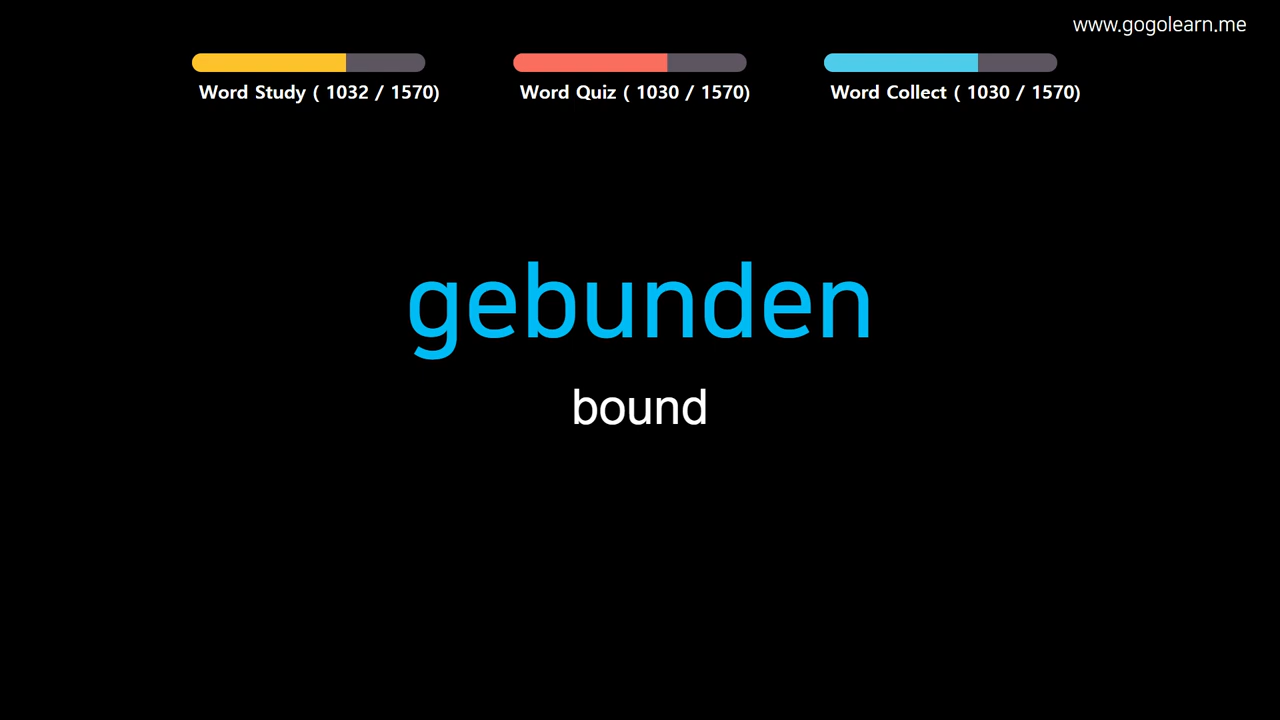 www.gogolearn.me
Word Study ( 1032 / 1570)
Word Quiz ( 1030 / 1570)
Word Collect ( 1030 / 1570)
gebunden
bound